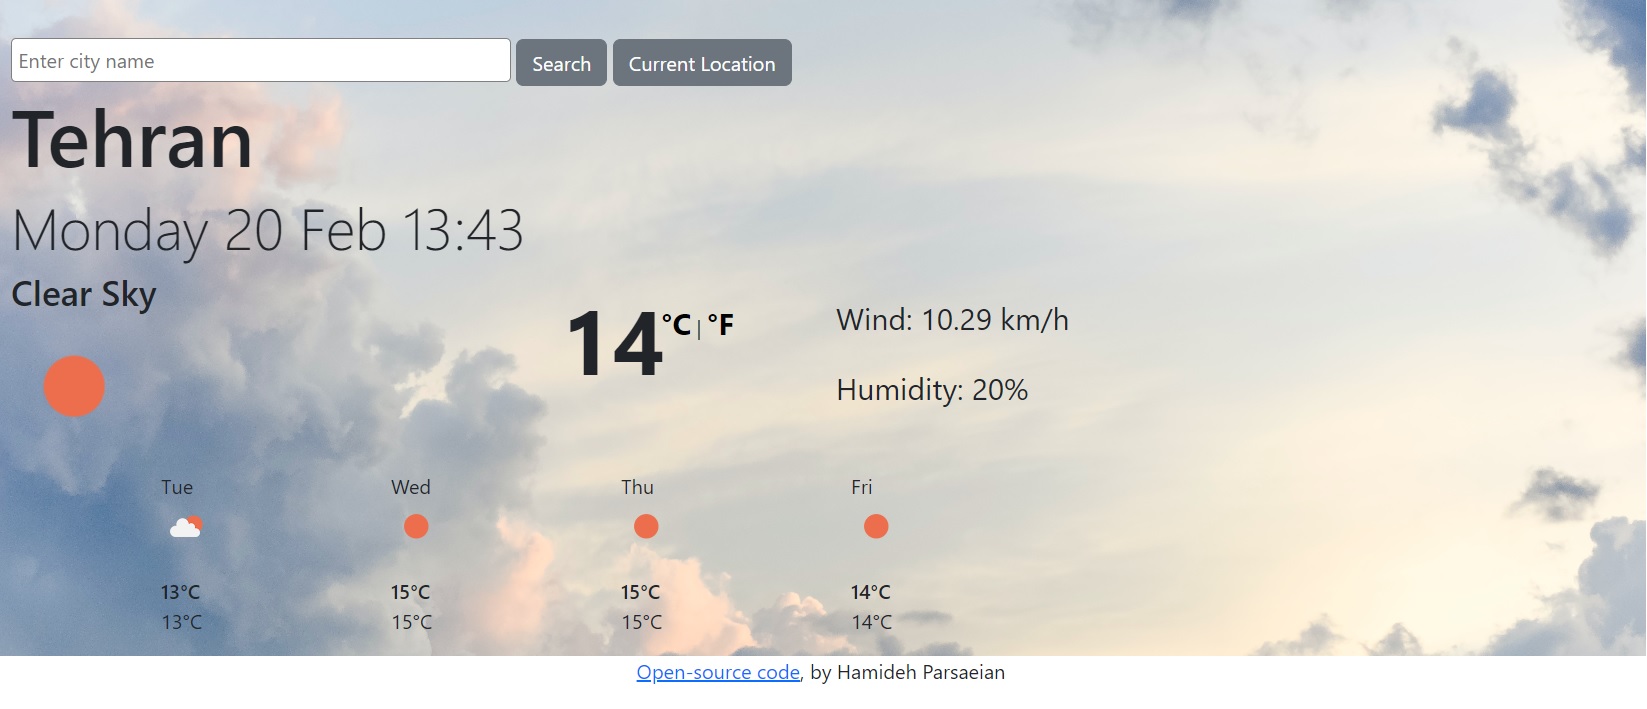 Enter city name
Search
Current Location
Tehran
Monday 20 Feb 13:43
Clear Sky
14°C | °F
Wind: 10.29 km/h
Humidity: 20%
Tue Wed Thu Fri
13°C 15°C 15°C 14°C
13°C 15°C 15°C 14°C
Open-source code, by Hamideh Parsaeian